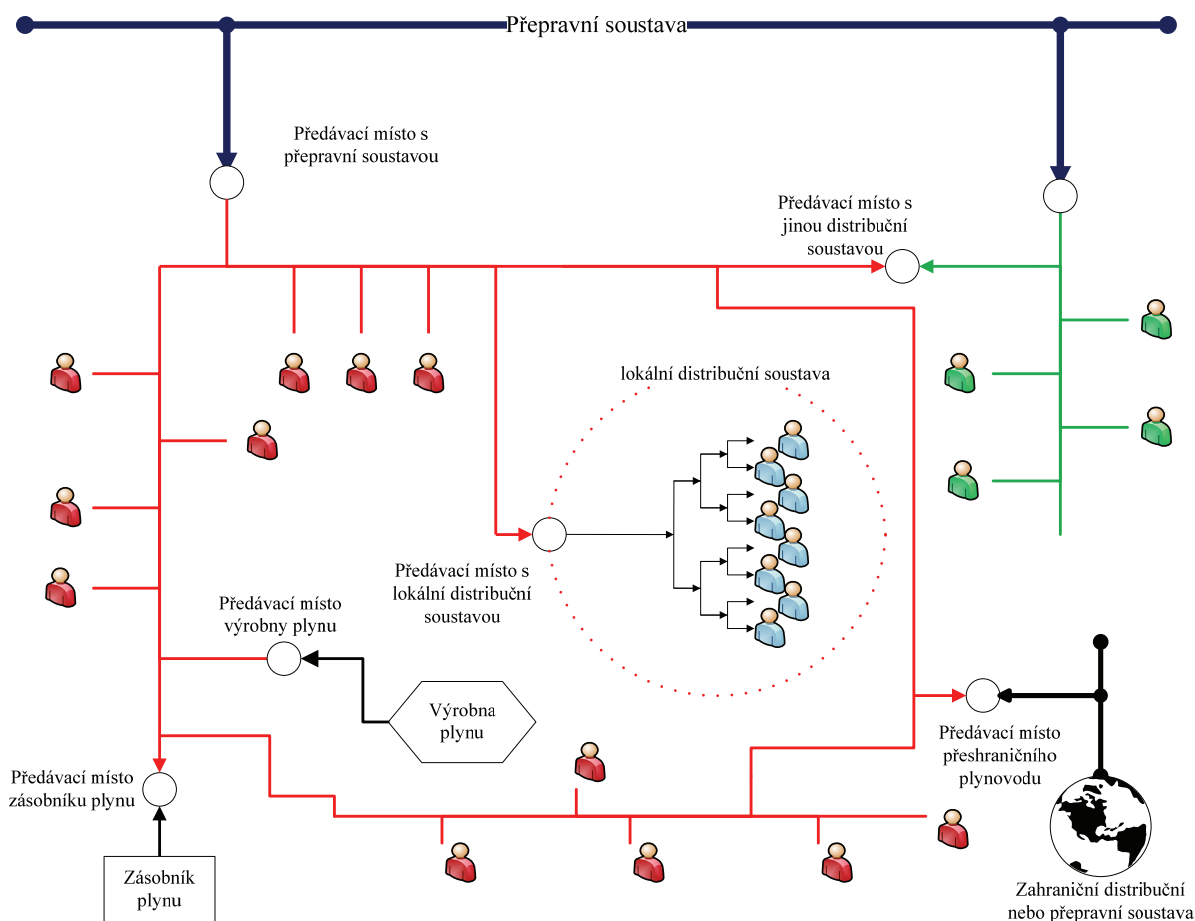 Přepravní soustava
Předávací místo s
přepravní soustavou
Předávací místo s
jinou distribuční
soustavou
lokální distribuční soustava
Předávací místo s
lokální distribuční
soustavou
Předávací místo
výrobny plynu
Výrobna
plynu
Předávací místo
přeshraničního
plynovodu
Předávací místo
zásobníku plynu
Zásobník
plynu
Zahraniční distribuční
nebo přepravní soustava